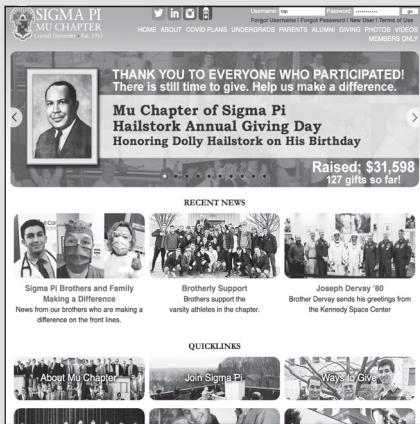 SIGMA PI
MU CHAPTER
Cornell University • Est. 1917
Username: tdp Password: go
Forgot Username | Forgot Password | New User | Terms of Use
HOME ABOUT COVID PLANS UNDERGRADS PARENTS ALUMNI GIVING PHOTOS VIDEOS
MEMBERS ONLY
THANK YOU TO EVERYONE WHO PARTICIPATED!
There is still time to give. Help us make a difference.
Mu Chapter of Sigma Pi
Hailstork Annual Giving Day
Honoring Dolly Hailstork on His Birthday
Raised: $31,598
127 gifts so far!
RECENT NEWS
Sigma Pi Brothers and Family
Making a Difference
News from our brothers who are making a
difference on the front lines.
Brotherly Support
Brothers support the
varsity athletes in the chapter.
Joseph Dervay '80
Brother Dervay sends his greetings from
the Kennedy Space Center
QUICKLINKS
About Mu Chapter
Join Sigma Pi
Ways to Give